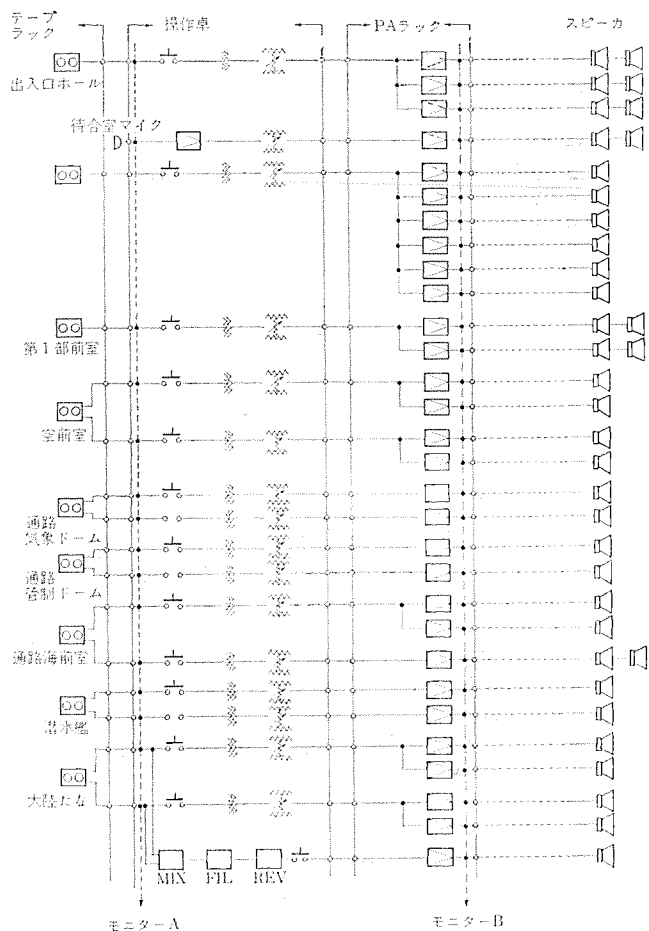 テープ
ラック
操作卓
PAラック
スピーカ
出入口ホール
待合室マイク
D
第1部前室
空前室
通路
気象ドーム
通路
管制ドーム
通路海前室
潜水艦
大陸だな
MIX
FIL
REV
モニターA
モニターB